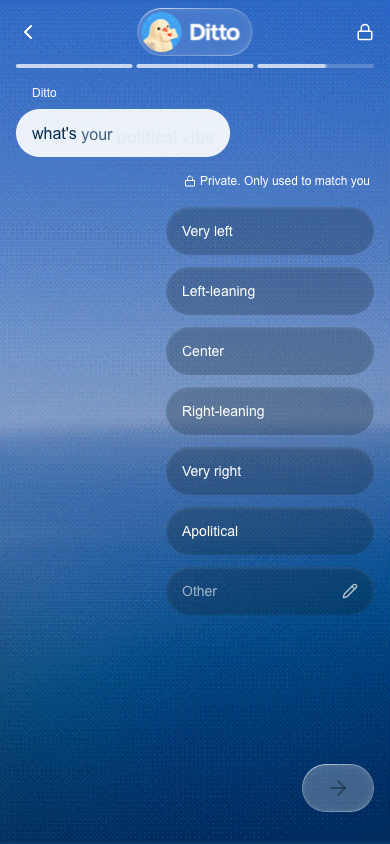 Ditto
Ditto
what's your political vibe
Private. Only used to match you
Very left
Left-leaning
Center
Right-leaning
Very right
Apolitical
Other